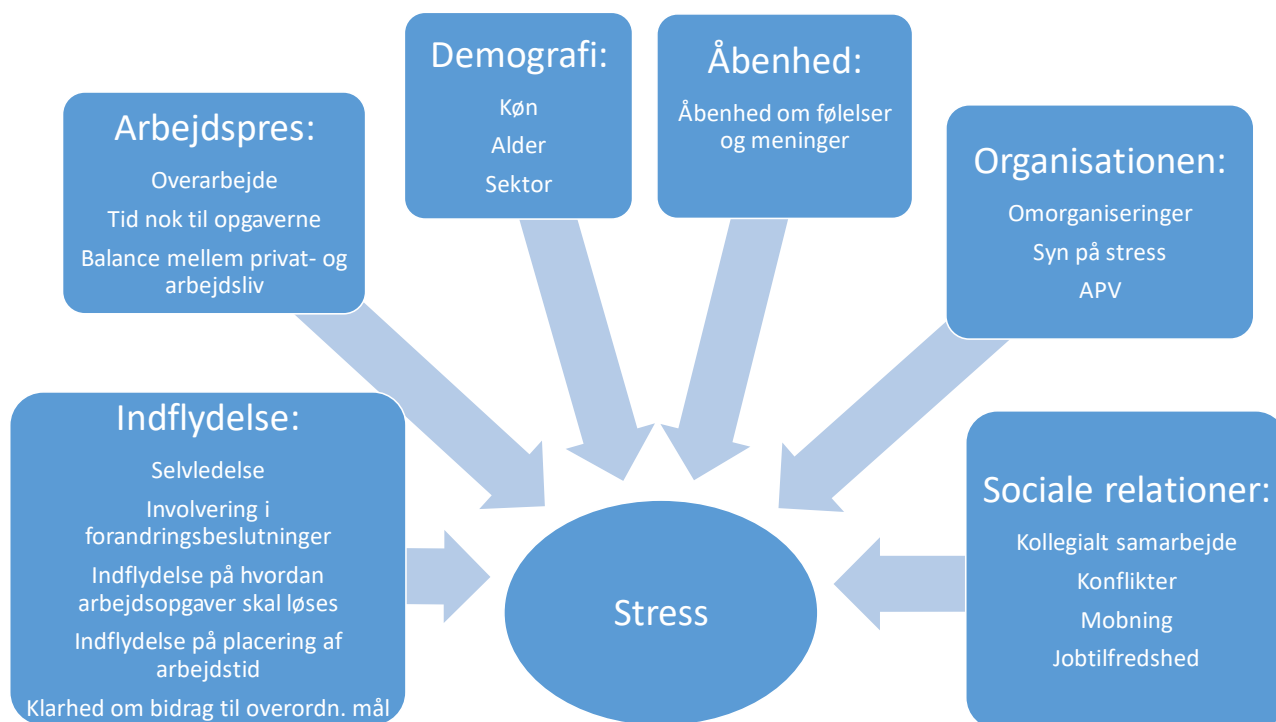 Indflydelse:
Selvledelse
Involvering i
forandringsbeslutninger
Indflydelse på hvordan
arbejdsopgaver skal løses
Indflydelse på placering af
arbejdstid
Klarhed om bidrag til overordn. mål
Arbejdspres:
Overarbejde
Tid nok til opgaverne
Balance mellem privat- og
arbejdsliv
Demografi:
Køn
Alder
Sektor
Åbenhed:
Åbenhed om følelser
og meninger
Organisationen:
Omorganiseringer
Syn på stress
APV
Sociale relationer:
Kollegialt samarbejde
Konflikter
Mobning
Jobtilfredshed
Stress